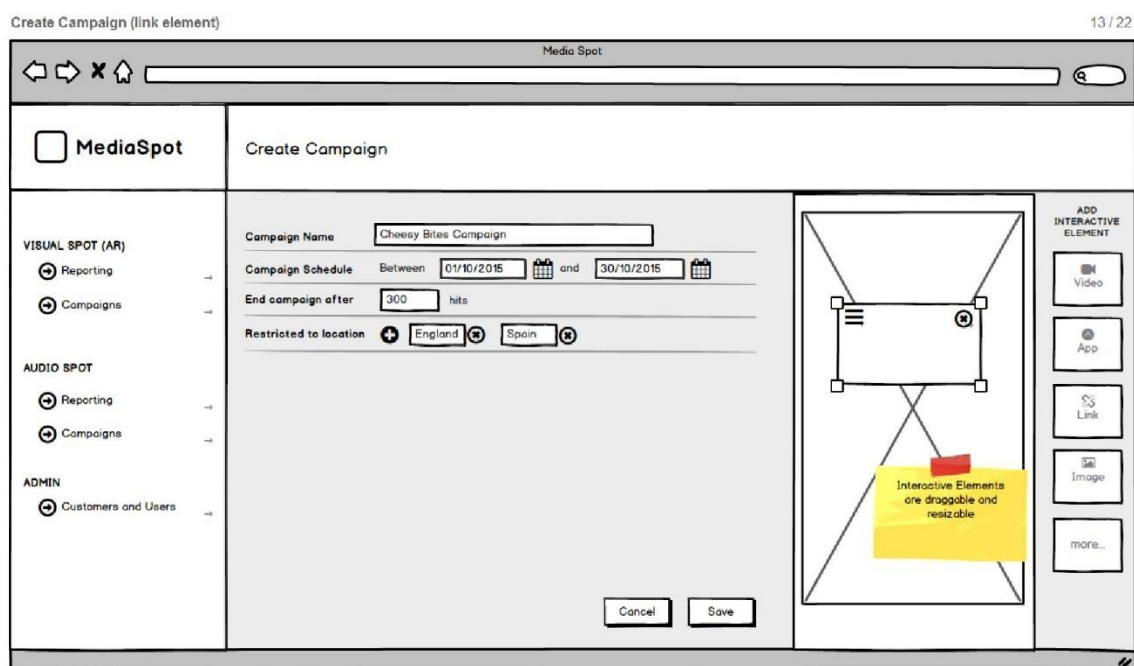 Create Campaign (link element)
13 / 22
Media Spot
MediaSpot
Create Campaign
VISUAL SPOT (AR)
Reporting
Campaigns
AUDIO SPOT
Reporting
Campaigns
ADMIN
Customers and Users
Campaign Name Cheesy Bites Campaign
Campaign Schedule Between 01/10/2015 and 30/10/2015
End campaign after 300 hits
Restricted to location England Spain
Cancel Save
Interactive Elements
are draggable and
resizable
ADD
INTERACTIVE
ELEMENT
Video
App
Link
Image
more...